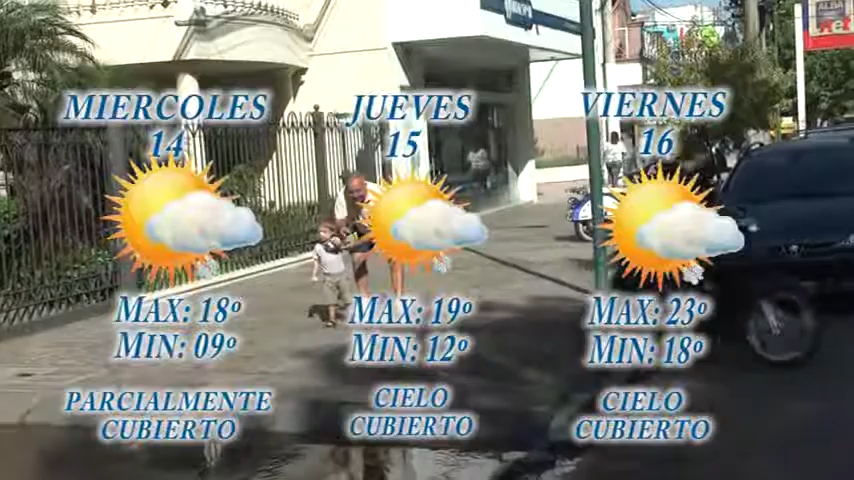 MIERCOLES
14
MAX: 18º
MIN: 09º
PARCIALMENTE
CUBIERTO
JUEVES
15
MAX: 19º
MIN: 12º
CIELO
CUBIERTO
VIERNES
16
MAX: 23º
MIN: 18º
CIELO
CUBIERTO